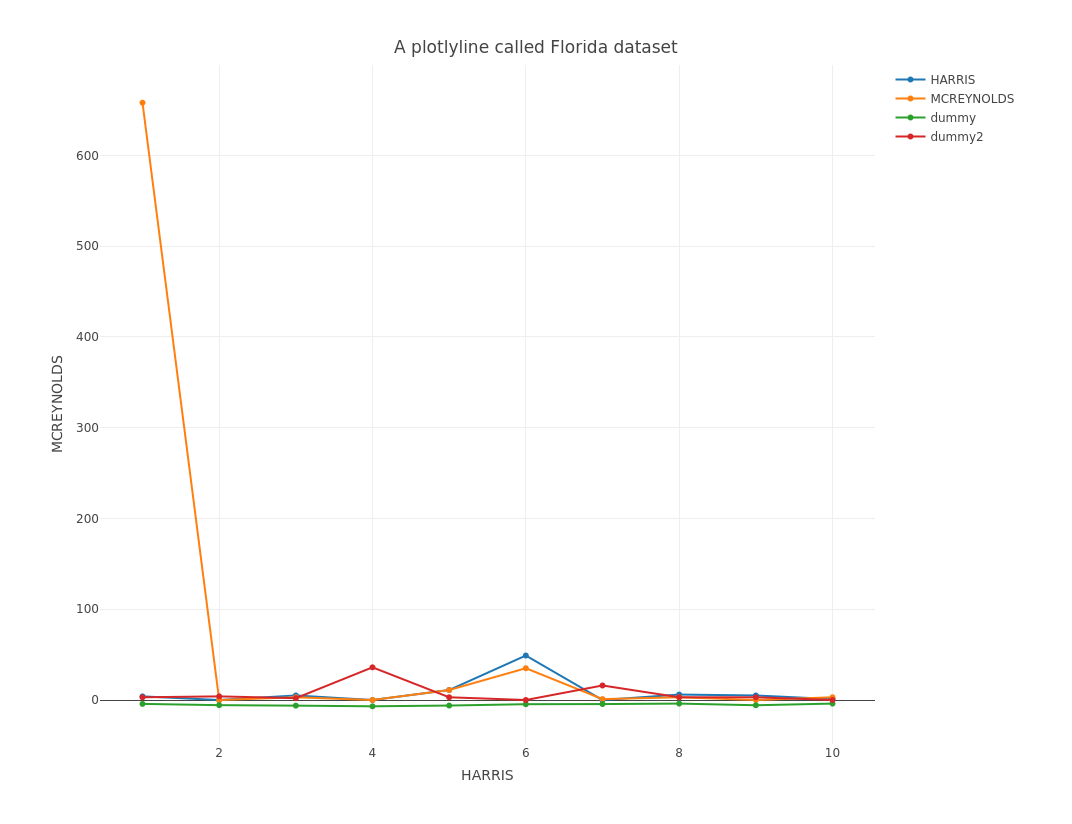 A plotlyline called Florida dataset
HARRIS
MCREYNOLDS
dummy
dummy2
MCREYNOLDS
600
500
400
300
200
100
0
2 4 6 8 10
HARRIS